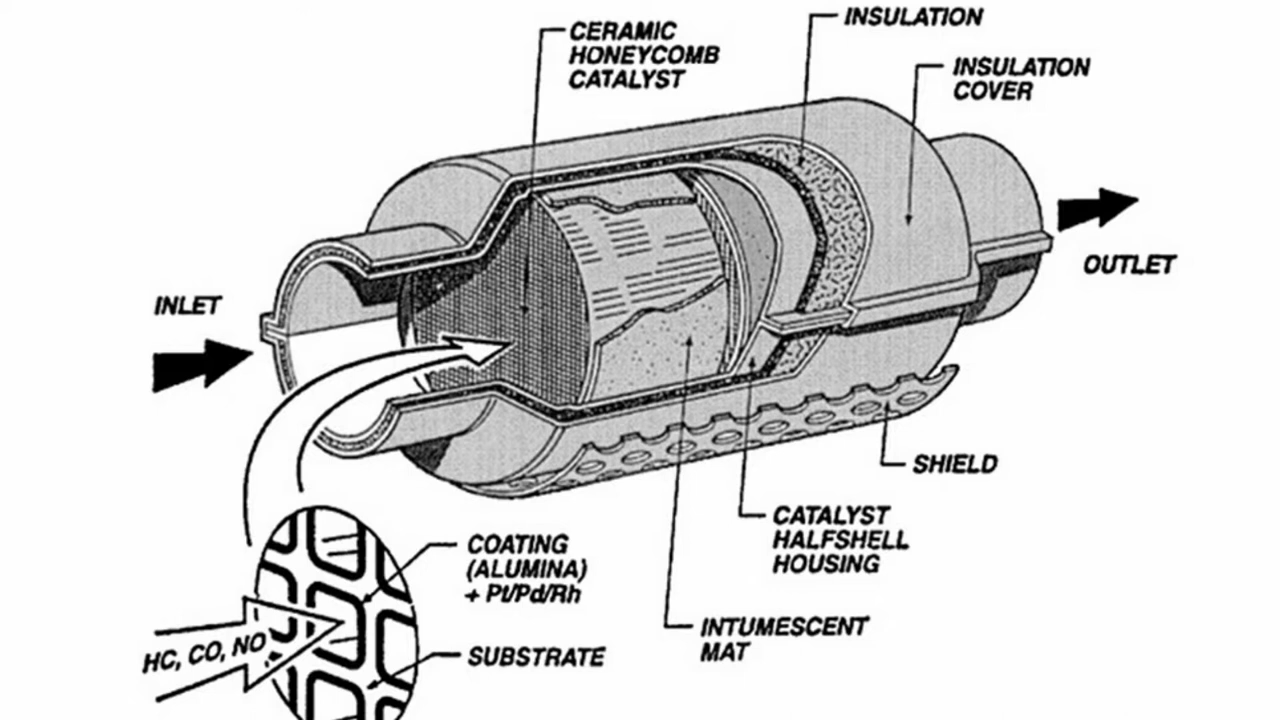 CERAMIC
HONEYCOMB
CATALYST
INSULATION
INSULATION
COVER
INLET
OUTLET
SHIELD
CATALYST
HALFSHELL
HOUSING
COATING
(ALUMINA)
+ Pt/Pd/Rh
INTUMESCENT
MAT
HC, CO, NO
SUBSTRATE